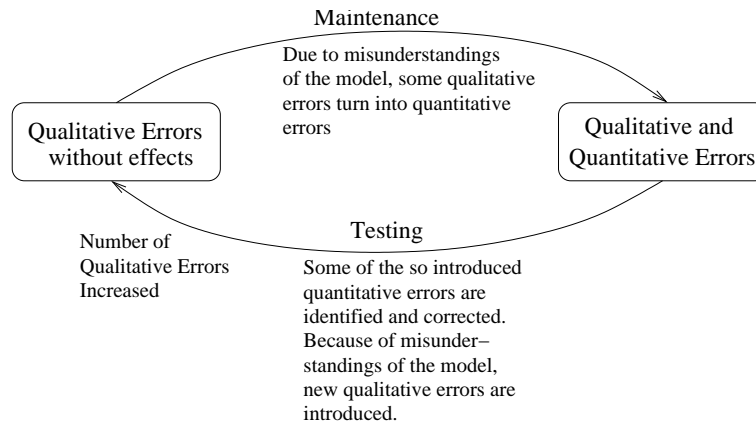 Maintenance
Due to misunderstandings
of the model, some qualitative
errors turn into quantitative
errors
Qualitative Errors
without effects
Qualitative and
Quantitative Errors
Testing
Number of
Qualitative Errors
Increased
Some of the so introduced
quantitative errors are
identified and corrected.
Because of misunder−
standings of the model,
new qualitative errors are
introduced.